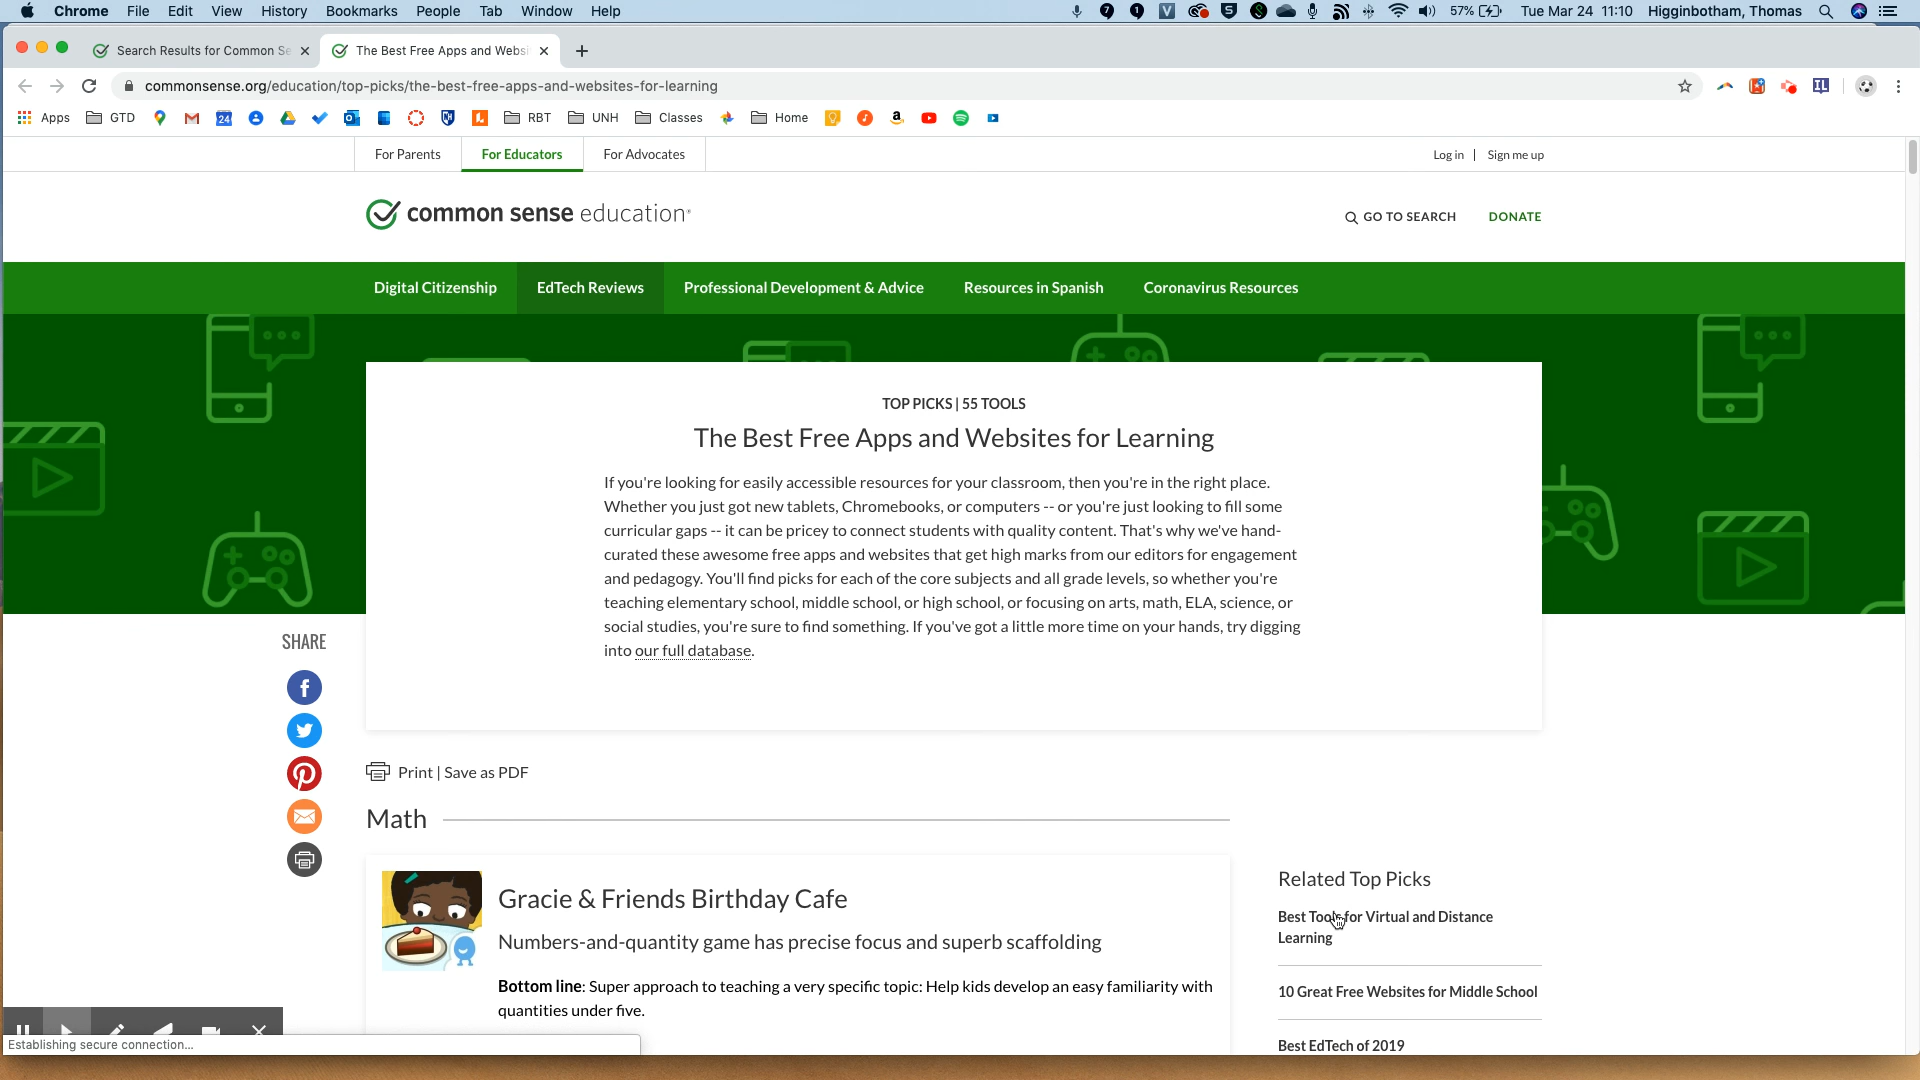 Chrome File Edit View History Bookmarks People Tab Window Help
57% Tue Mar 24 11:10 Higginbotham, Thomas
Search Results for Common Se
The Best Free Apps and Websi
commonsense.org/education/top-picks/the-best-free-apps-and-websites-for-learning
Apps GTD 24 RBT UNH Classes Home
For Parents For Educators For Advocates
Log in | Sign me up
common sense education
GO TO SEARCH DONATE
Digital Citizenship EdTech Reviews Professional Development & Advice Resources in Spanish Coronavirus Resources
TOP PICKS | 55 TOOLS
The Best Free Apps and Websites for Learning
If you're looking for easily accessible resources for your classroom, then you're in the right place.
Whether you just got new tablets, Chromebooks, or computers -- or you're just looking to fill some
curricular gaps -- it can be pricey to connect students with quality content. That's why we've hand-
curated these awesome free apps and websites that get high marks from our editors for engagement
and pedagogy. You'll find picks for each of the core subjects and all grade levels, so whether you're
teaching elementary school, middle school, or high school, or focusing on arts, math, ELA, science, or
social studies, you're sure to find something. If you've got a little more time on your hands, try digging
into our full database.
SHARE
Print | Save as PDF
Math
Gracie & Friends Birthday Cafe
Numbers-and-quantity game has precise focus and superb scaffolding
Bottom line: Super approach to teaching a very specific topic: Help kids develop an easy familiarity with
quantities under five.
Related Top Picks
Best Tools for Virtual and Distance
Learning
10 Great Free Websites for Middle School
Best EdTech of 2019
Establishing secure connection...